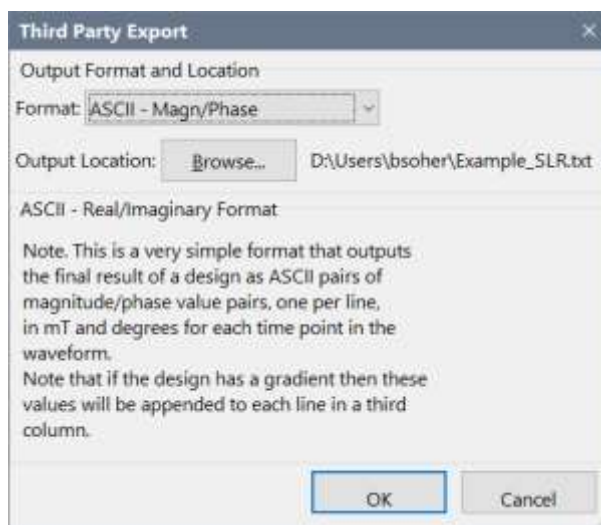 Third Party Export
Output Format and Location
Format: ASCII - Magn/Phase
Output Location: Browse... D:\Users\bsoher\Example_SLR.txt
ASCII - Real/Imaginary Format
Note. This is a very simple format that outputs
the final result of a design as ASCII pairs of
magnitude/phase value pairs, one per line,
in mT and degrees for each time point in the
waveform.
Note that if the design has a gradient then these
values will be appended to each line in a third
column.
OK Cancel